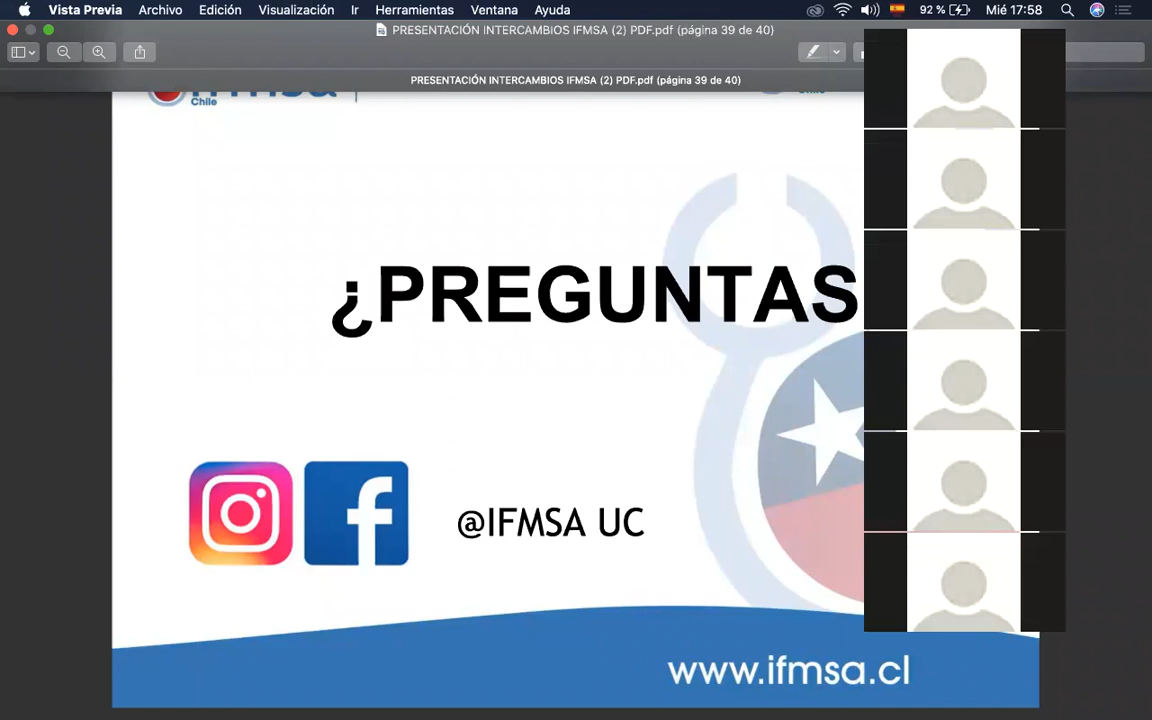 Vista Previa Archivo Edición Visualización Ir Herramientas Ventana Ayuda 92 % Mié 17:58
PRESENTACIÓN INTERCAMBIOS IFMSA (2) PDF.pdf (página 39 de 40)
PRESENTACIÓN INTERCAMBIOS IFMSA (2) PDF.pdf (página 39 de 40)
ifmsa
Chile
¿PREGUNTAS
@IFMSA UC
www.ifmsa.cl